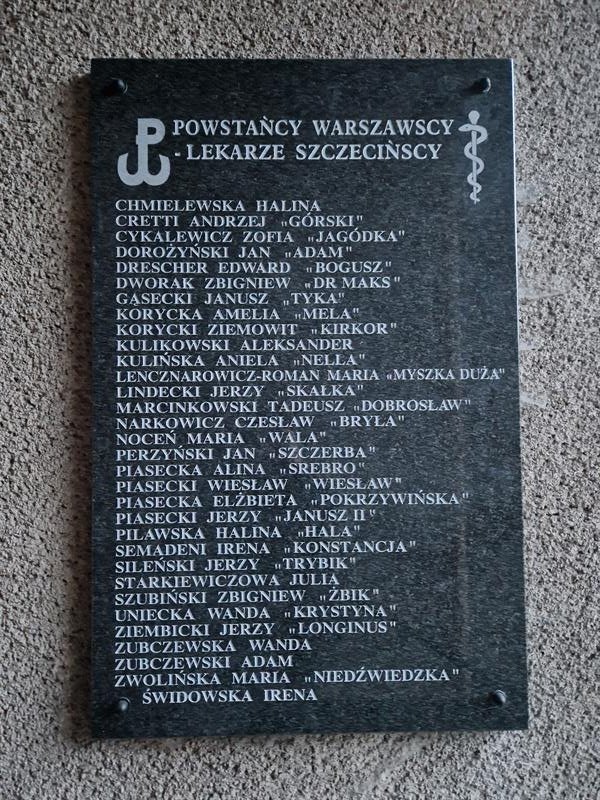 POWSTAŃCY WARSZAWSCY
- LEKARZE SZCZECIŃSCY
CHMIELEWSKA HALINA
CRETTI ANDRZEJ „GÓRSKI"
CYKALEWICZ ZOFIA „JAGÓDKA"
DOROŻYŃSKI JAN „ADAM"
DRESCHER EDWARD „BOGUSZ"
DWORAK ZBIGNIEW „DR MAKS"
GĄSECKI JANUSZ „TYKA"
KORYCKA AMELIA „MELA"
KORYCKI ZIEMOWIT „KIRKOR"
KULIKOWSKI ALEKSANDER
KULIŃSKA ANIELA „NELLA"
LENCZNAROWICZ-ROMAN MARIA „MYSZKA DUŻA"
LINDECKI JERZY „SKAŁKA"
MARCINKOWSKI TADEUSZ „DOBROSŁAW"
NARKOWICZ CZESŁAW „BRYŁA"
NOCEŃ MARIA „WALA"
PERZYŃSKI JAN „SZCZERBA"
PIASECKA ALINA „SREBRO"
PIASECKI WIESŁAW „WIESŁAW"
PIASECKA ELŻBIETA „POKRZYWIŃSKA"
PIASECKI JERZY „JANUSZ II"
PILAWSKA HALINA „HALA"
SEMADENI IRENA „KONSTANCJA"
SILEŃSKI JERZY „TRYBIK"
STARKIEWICZOWA JULIA
SZUBIŃSKI ZBIGNIEW „ŻBIK"
UNIECKA WANDA „KRYSTYNA"
ZIEMBICKI JERZY „LONGINUS"
ZUBCZEWSKA WANDA
ZUBCZEWSKI ADAM
ZWOLIŃSKA MARIA „NIEDŹWIEDZKA"
ŚWIDOWSKA IRENA